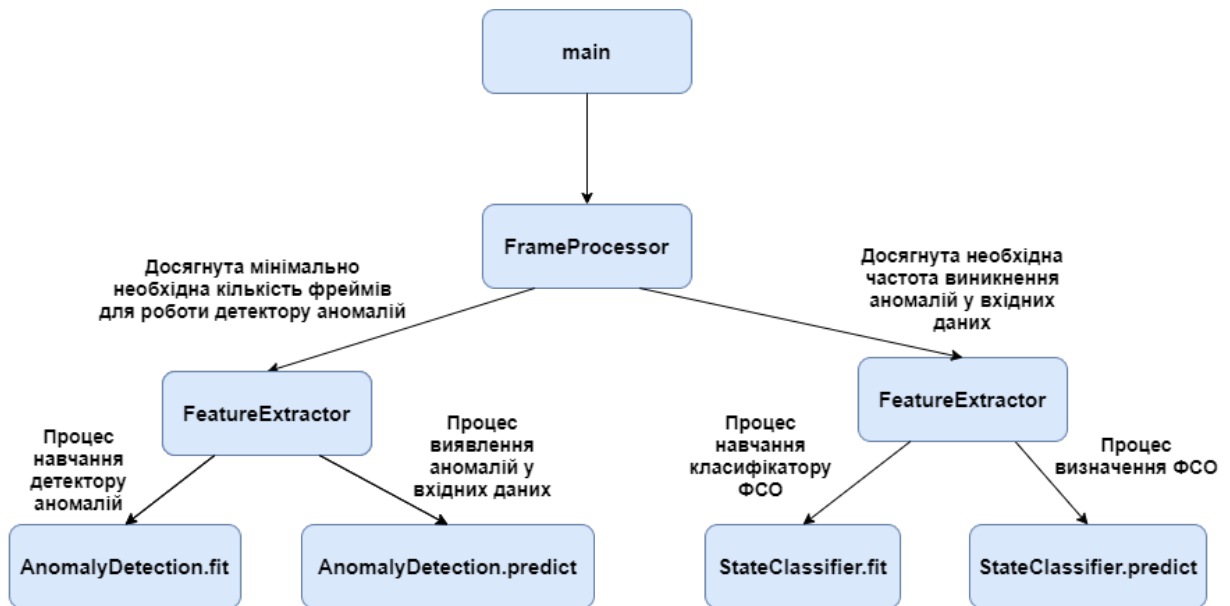 main
FrameProcessor
Досягнута мінімально
необхідна кількість фреймів
для роботи детектору аномалій
Досягнута необхідна
частота виникнення
аномалій у вхідних
даних
FeatureExtractor
FeatureExtractor
Процес
навчання
детектору
аномалій
Процес
виявлення
аномалій у
вхідних даних
Процес
навчання
класифікатору
ФСО
Процес
визначення ФСО
AnomalyDetection.fit
AnomalyDetection.predict
StateClassifier.fit
StateClassifier.predict